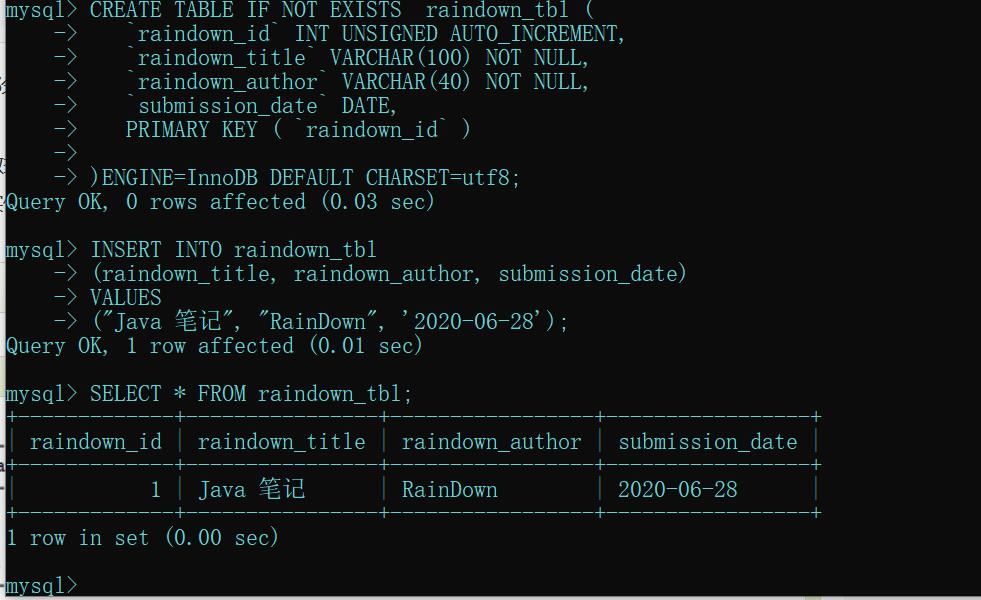 mysql> CREATE TABLE IF NOT EXISTS  raindown_tbl (
    ->    `raindown_id` INT UNSIGNED AUTO_INCREMENT,
    ->    `raindown_title` VARCHAR(100) NOT NULL,
    ->    `raindown_author` VARCHAR(40) NOT NULL,
    ->    `submission_date` DATE,
    ->    PRIMARY KEY ( `raindown_id` )
    ->
    -> )ENGINE=InnoDB DEFAULT CHARSET=utf8;
Query OK, 0 rows affected (0.03 sec)
mysql> INSERT INTO raindown_tbl
    -> (raindown_title, raindown_author, submission_date)
    -> VALUES
    -> ("Java 笔记", "RainDown", '2020-06-28');
Query OK, 1 row affected (0.01 sec)
mysql> SELECT * FROM raindown_tbl;
+-------------+----------------+-----------------+-----------------+
| raindown_id | raindown_title | raindown_author | submission_date |
+-------------+----------------+-----------------+-----------------+
|           1 | Java 笔记      | RainDown        | 2020-06-28      |
+-------------+----------------+-----------------+-----------------+
1 row in set (0.00 sec)
mysql>